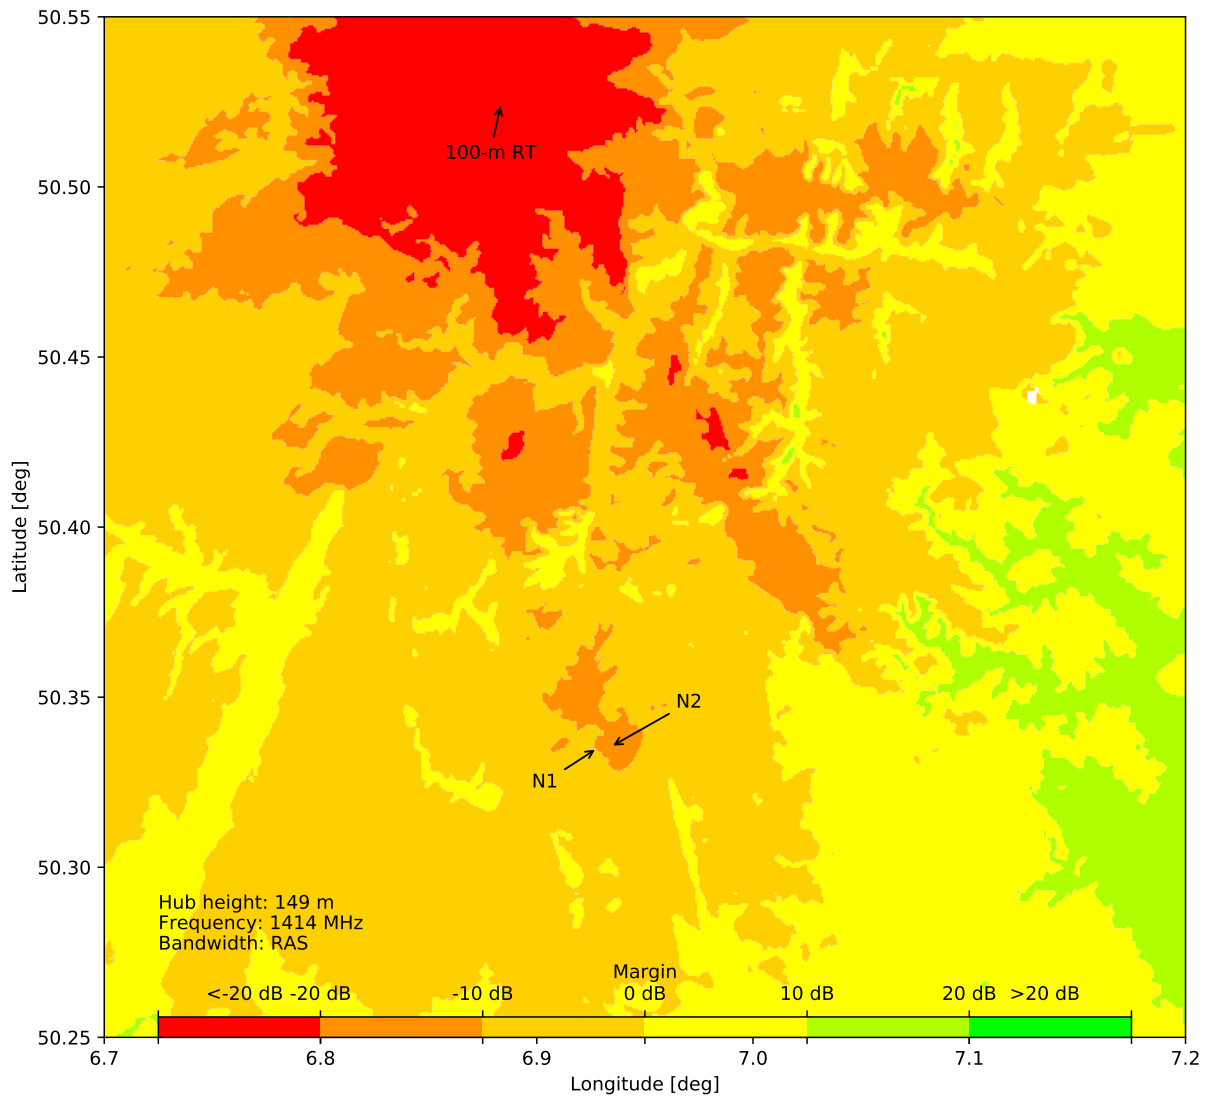 50.55
100-m RT
50.50
50.45
50.40
Latitude [deg]
50.35
N2
N1
50.30
Hub height: 149 m
Frequency: 1414 MHz
Bandwidth: RAS
Margin
<-20 dB -20 dB -10 dB 0 dB 10 dB 20 dB >20 dB
50.25
6.7 6.8 6.9 7.0 7.1 7.2
Longitude [deg]